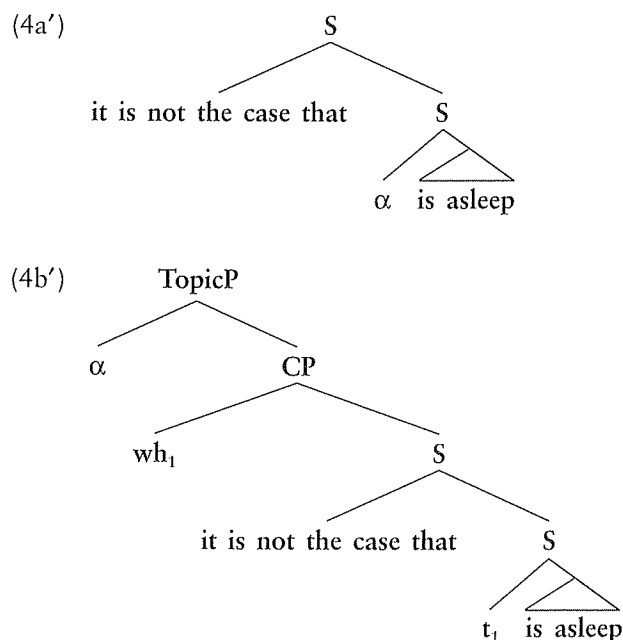 (4a′) S
it is not the case that S
α is asleep
(4b′) TopicP
α CP
wh₁ S
it is not the case that S
t₁ is asleep